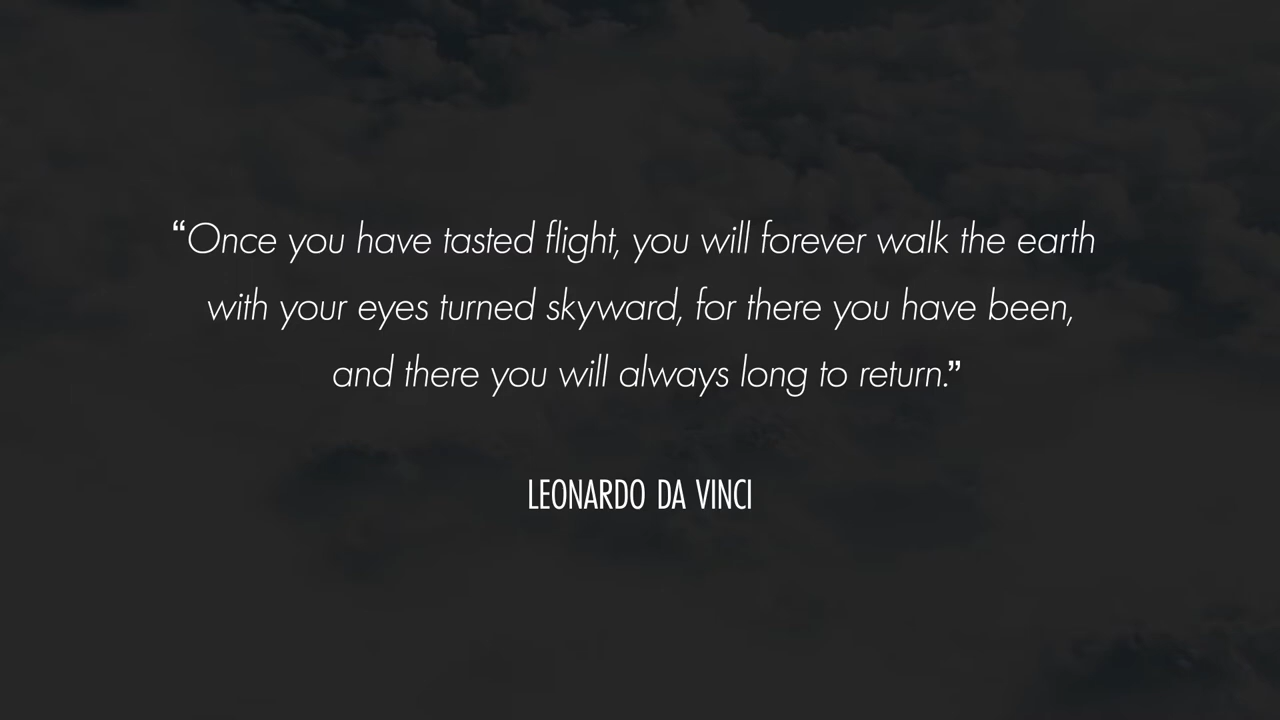 “Once you have tasted flight, you will forever walk the earth
with your eyes turned skyward, for there you have been,
and there you will always long to return.”
LEONARDO DA VINCI